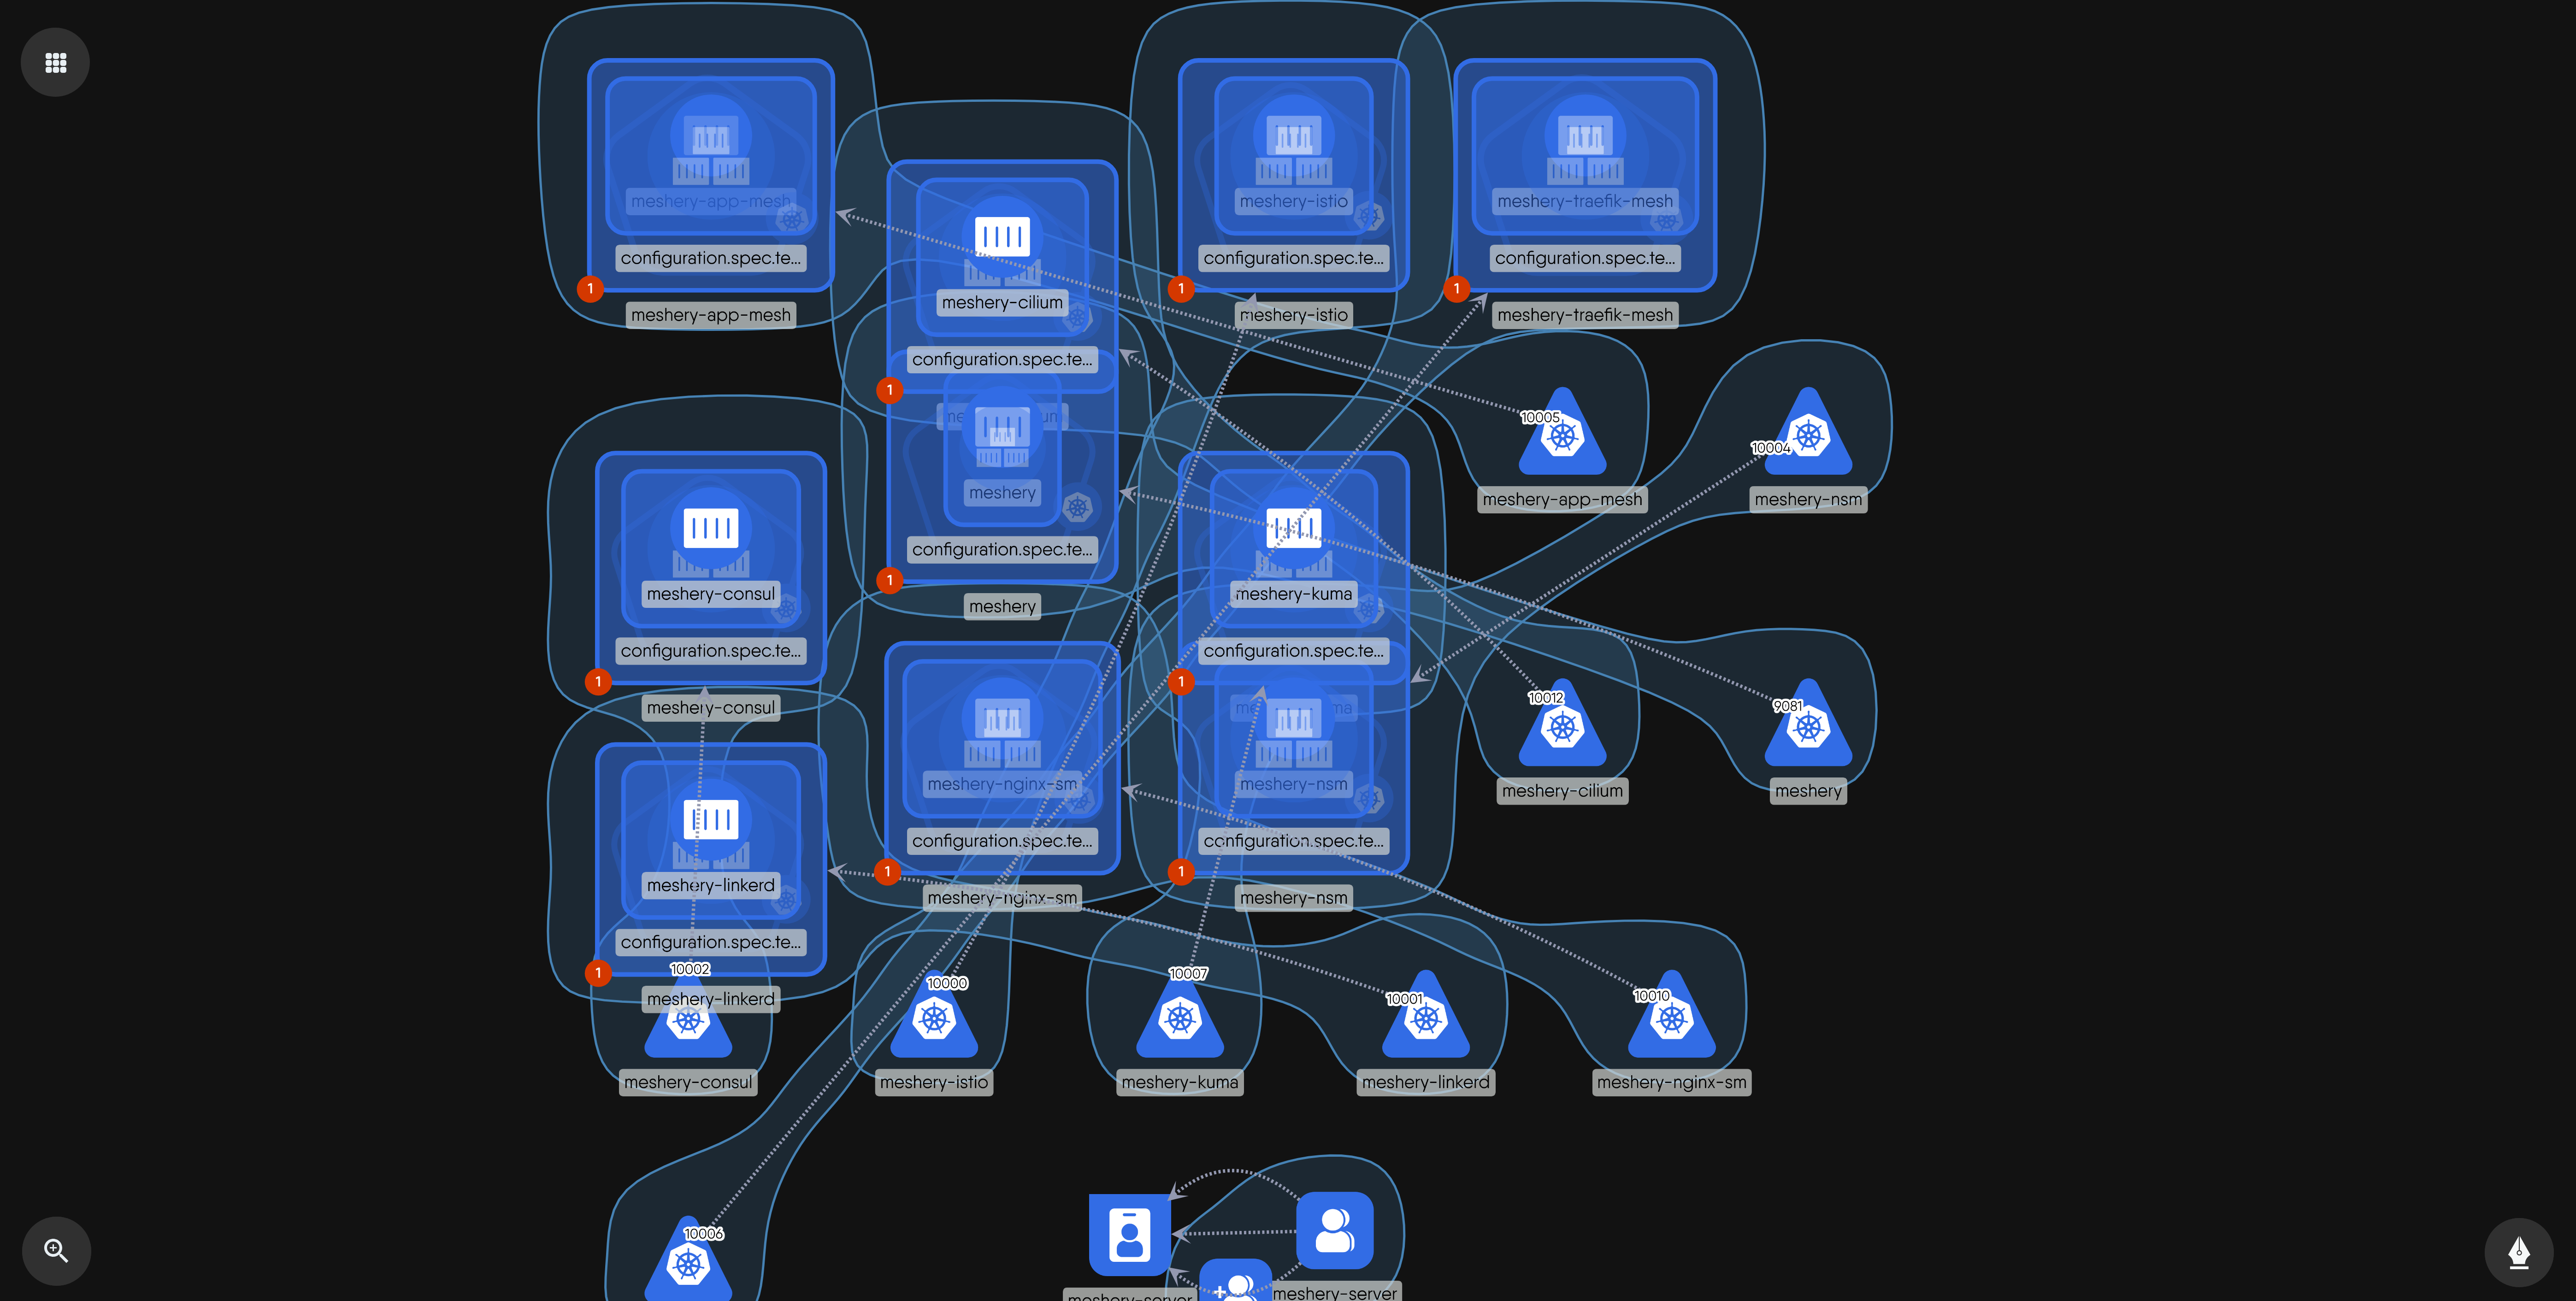 meshery-app-mesh
configuration.spec.te...
1
meshery-app-mesh
meshery-cilium
configuration.spec.te...
1
meshery-istio
configuration.spec.te...
1
meshery-istio
meshery-traefik-mesh
configuration.spec.te...
1
meshery-traefik-mesh
meshery
configuration.spec.te...
1
meshery
10005
meshery-app-mesh
10004
meshery-nsm
meshery-consul
configuration.spec.te...
1
meshery-consul
meshery-kuma
configuration.spec.te...
1
10012
meshery-cilium
9081
meshery
meshery-nginx-sm
configuration.spec.te...
1
meshery-nginx-sm
meshery-nsm
configuration.spec.te...
1
meshery-nsm
meshery-linkerd
configuration.spec.te...
1
meshery-linkerd
10002
meshery-consul
10000
meshery-istio
10007
meshery-kuma
10001
meshery-linkerd
10010
meshery-nginx-sm
10006
meshery-server
meshery-server